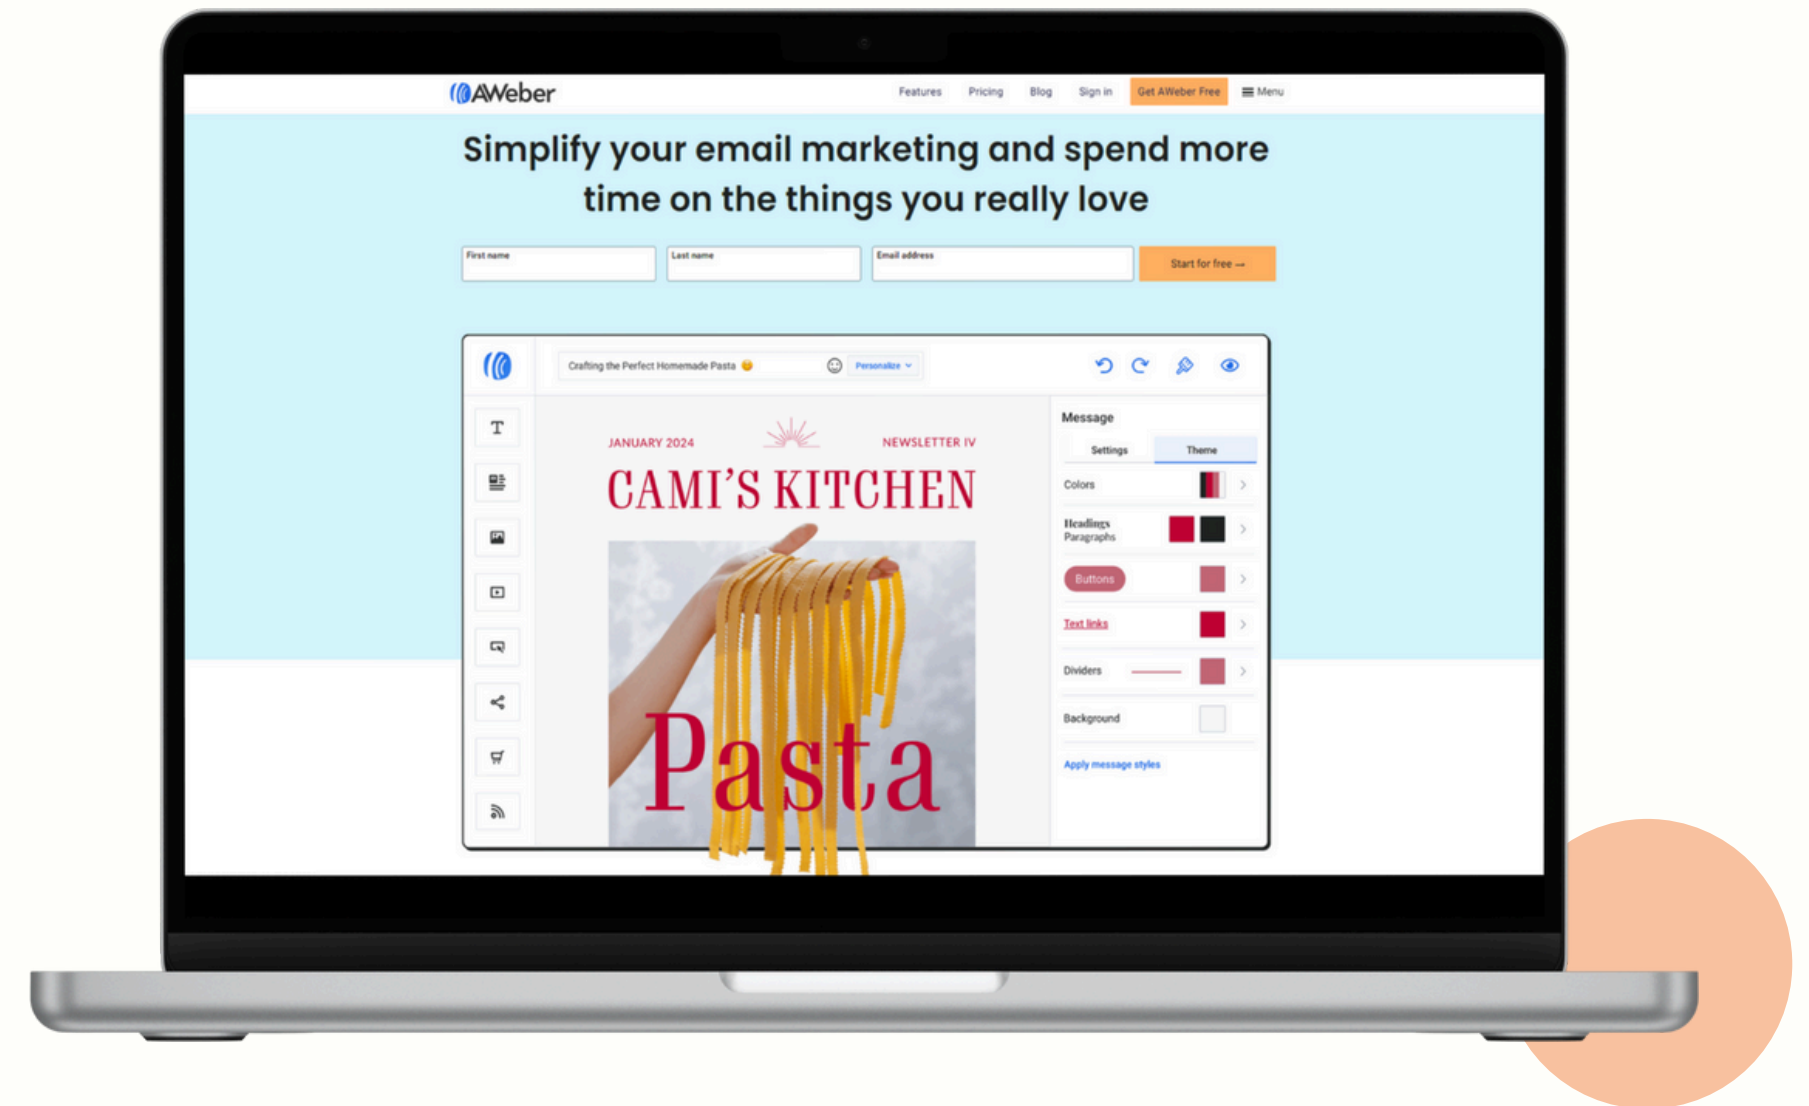 AWeber
Features Pricing Blog Sign in Get AWeber Free Menu
Simplify your email marketing and spend more
time on the things you really love
First name Last name Email address Start for free →
Crafting the Perfect Homemade Pasta 😊 Personalize
Message
Settings Theme
JANUARY 2024 NEWSLETTER IV
CAMI'S KITCHEN
Pasta
Colors
Headings
Paragraphs
Buttons
Text links
Dividers
Background
Apply message styles